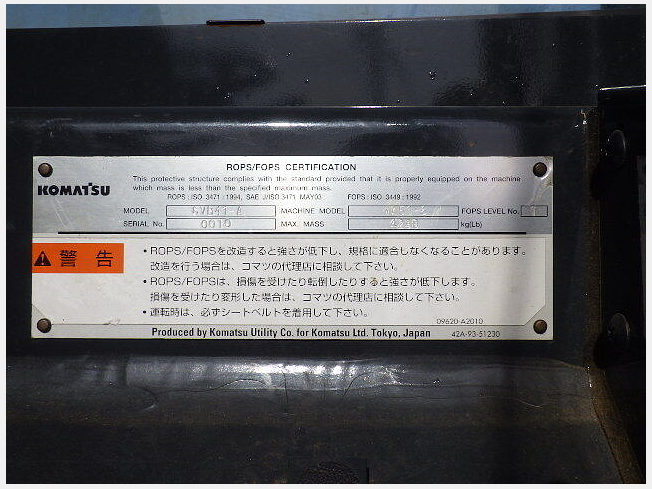 ROPS/FOPS CERTIFICATION
This protective structure complies with the standard provided that it is properly equipped on the machine
which mass is less than the specified maximum mass.
KOMATSU
ROPS : ISO 3471 : 1994, SAE J/ISO 3471 MAY03 FOPS : ISO 3449 : 1992
MODEL MACHINE MODEL FOPS LEVEL No.
SERIAL No. 0010 MAX. MASS kg(Lb)
警告
・ROPS/FOPSを改造すると強さが低下し、規格に適合しなくなることがあります。
改造を行う場合は、コマツの代理店に相談して下さい。
・ROPS/FOPSは、損傷を受けたり転倒したりすると強さが低下します。
損傷を受けたり変形した場合は、コマツの代理店に相談して下さい。
・運転時は、必ずシートベルトを着用して下さい。
09620-A2010
Produced by Komatsu Utility Co. for Komatsu Ltd. Tokyo, Japan 42A-93-51230